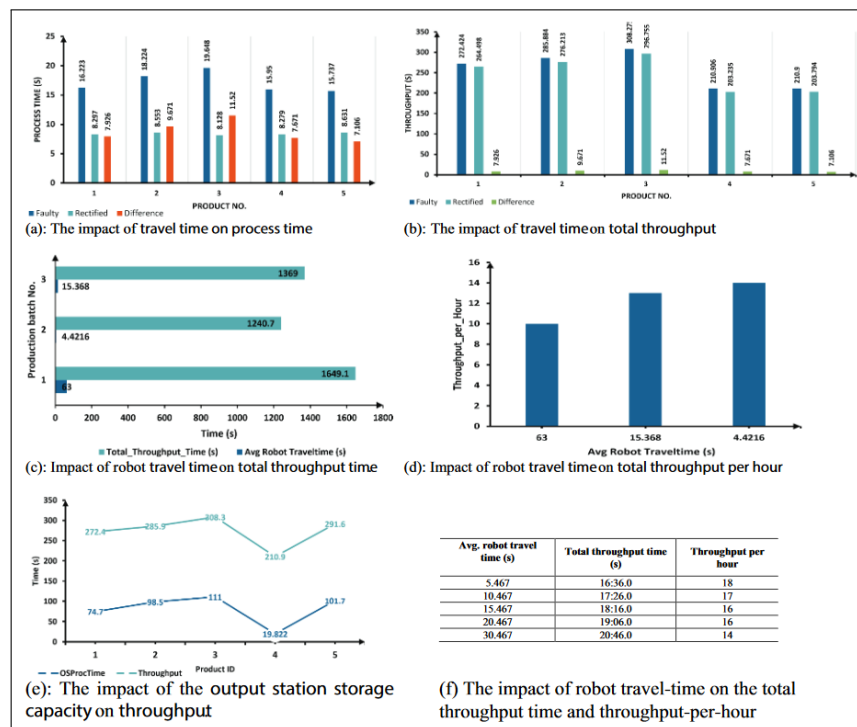 25
20
15
10
5
0
PROCESS TIME (S)
16.223
8.297
7.926
18.224
8.553
9.671
19.648
8.128
11.52
15.95
8.279
7.671
15.737
8.631
7.106
1 2 3 4 5
PRODUCT NO.
Faulty Rectified Difference
(a): The impact of travel time on process time
350
300
250
200
150
100
50
0
THROUGHPUT (S)
272.424
264.498
7.926
285.884
276.213
9.671
308.27
296.755
11.52
210.906
203.235
7.671
210.9
203.794
7.106
1 2 3 4 5
PRODUCT NO.
Faulty Rectified Difference
(b): The impact of travel time on total throughput
Production batch No.
3
1369
15.368
2
1240.7
4.4216
1
1649.1
63
0 200 400 600 800 1000 1200 1400 1600 1800
Time (s)
Total_Throughput_Time (s) Avg Robot Traveltime (s)
(c): Impact of robot travel time on total throughput time
16
14
12
10
8
6
4
2
0
Throughput_per_Hour
63 15.368 4.4216
Avg Robot Traveltime (s)
(d): Impact of robot travel time on total throughput per hour
350
300
250
200
150
100
50
0
Time (s)
272.4 285.9 308.3 210.9 291.6
74.7 98.5 111 19.822 101.7
1 2 3 4 5
Product ID
OSProcTime Throughput
(e): The impact of the output station storage
capacity on throughput
Avg. robot travel time (s) Total throughput time (s) Throughput per hour
5.467 16:36.0 18
10.467 17:26.0 17
15.467 18:16.0 16
20.467 19:06.0 16
30.467 20:46.0 14
(f) The impact of robot travel-time on the total
throughput time and throughput-per-hour